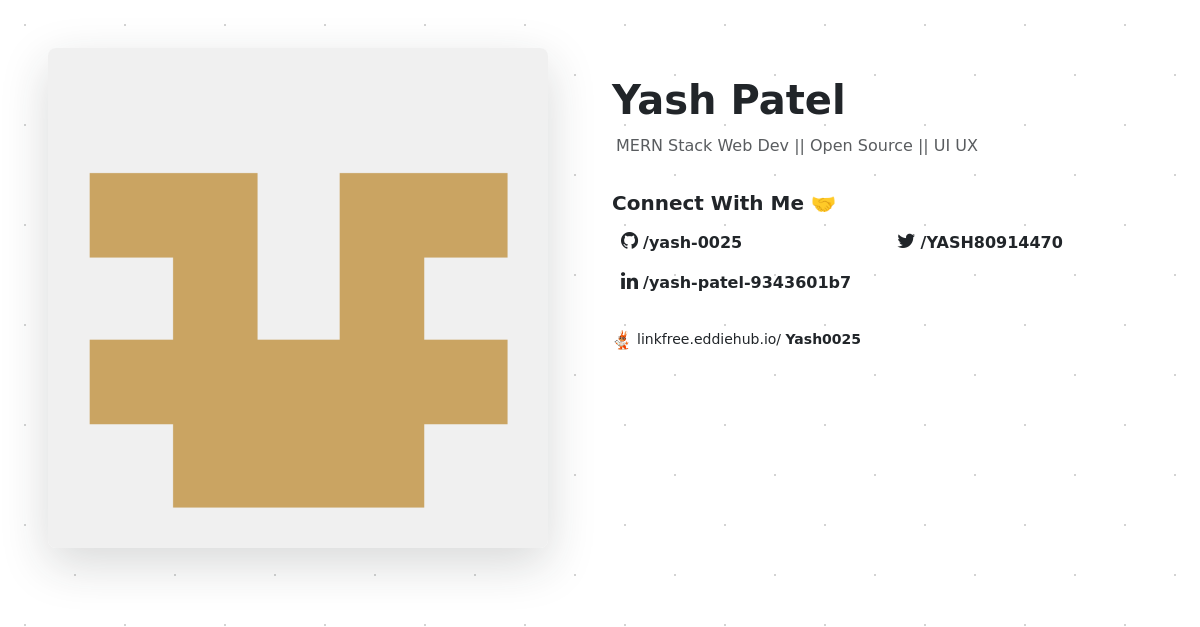 Yash Patel
MERN Stack Web Dev || Open Source || UI UX
Connect With Me 🤝
/yash-0025
/YASH80914470
/yash-patel-9343601b7
linkfree.eddiehub.io/ Yash0025